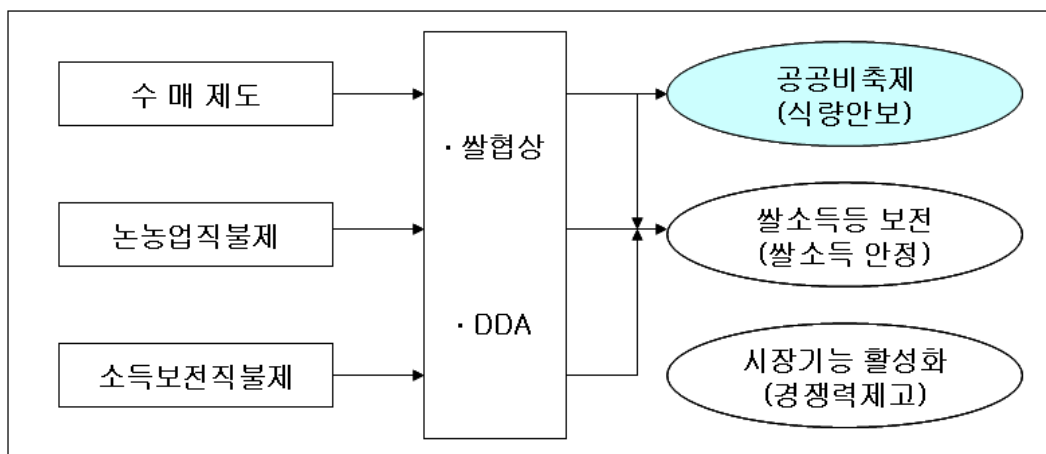 수 매 제도
논농업직불제
소득보전직불제
· 쌀협상
· DDA
공공비축제
(식량안보)
쌀소득등 보전
(쌀소득 안정)
시장기능 활성화
(경쟁력제고)